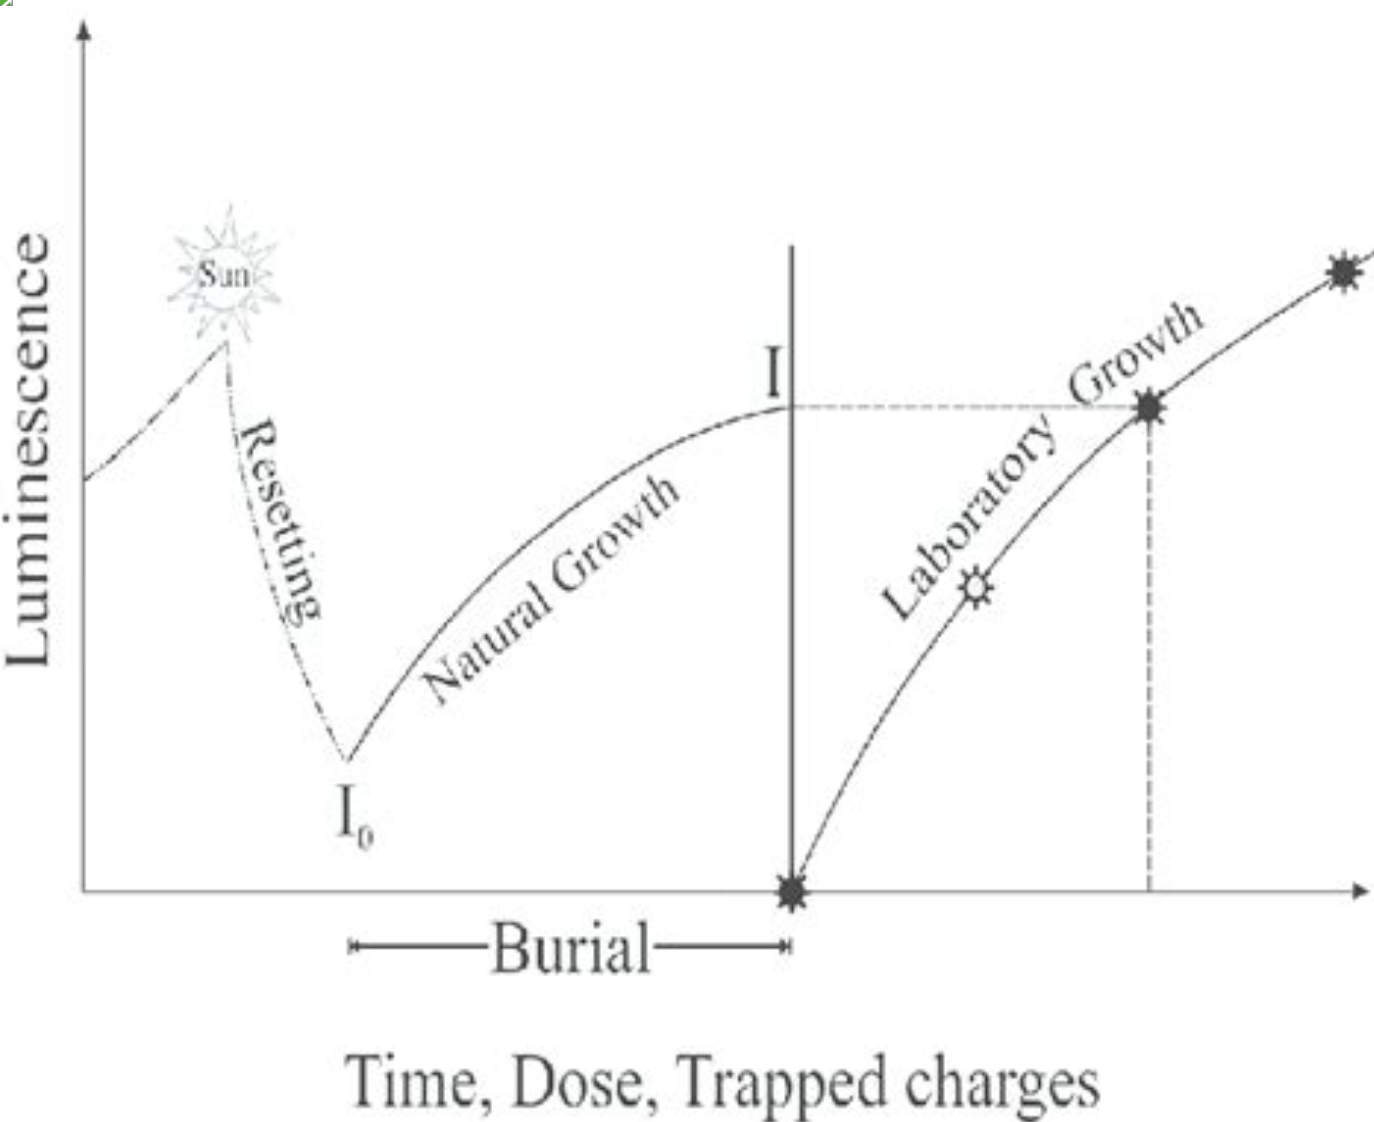 Luminescence
Sun
Resetting
I₀
Natural Growth
I
Laboratory Growth
Burial
Time, Dose, Trapped charges